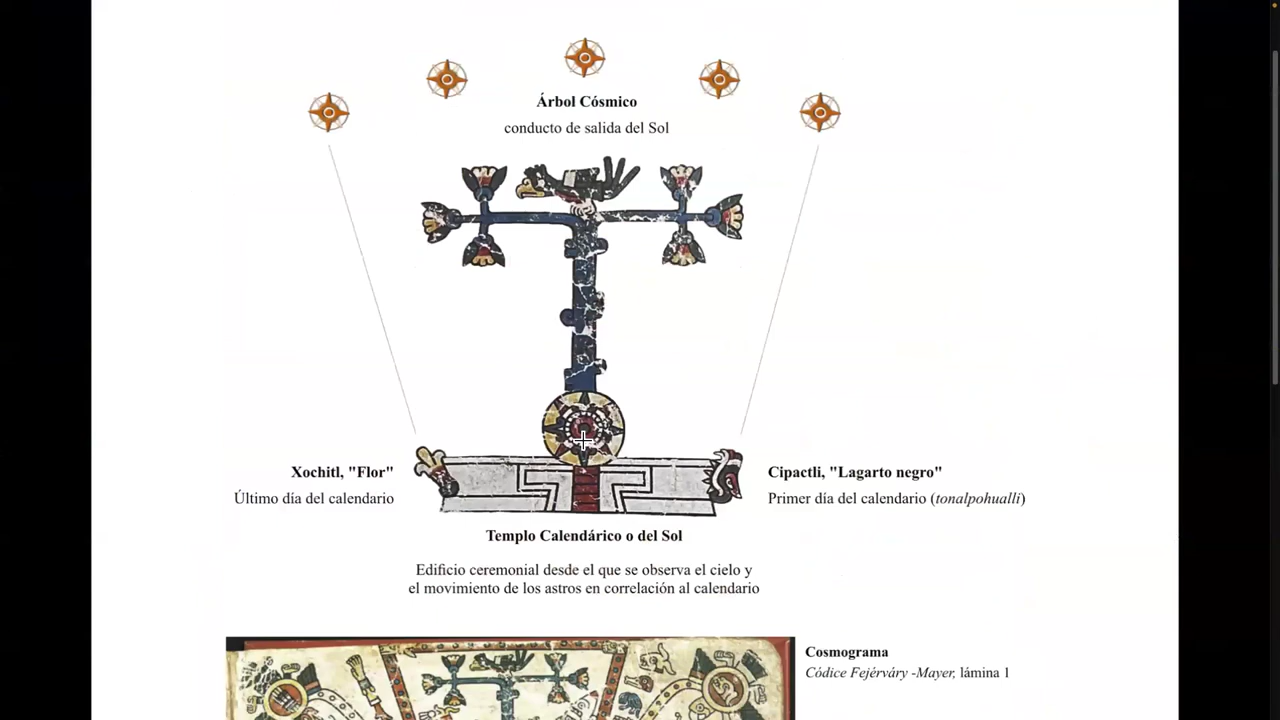 Árbol Cósmico
conducto de salida del Sol
Xochitl, "Flor"
Último día del calendario
Cipactli, "Lagarto negro"
Primer día del calendario (tonalpohualli)
Templo Calendárico o del Sol
Edificio ceremonial desde el que se observa el cielo y
el movimiento de los astros en correlación al calendario
Cosmograma
Códice Fejérváry -Mayer, lámina 1